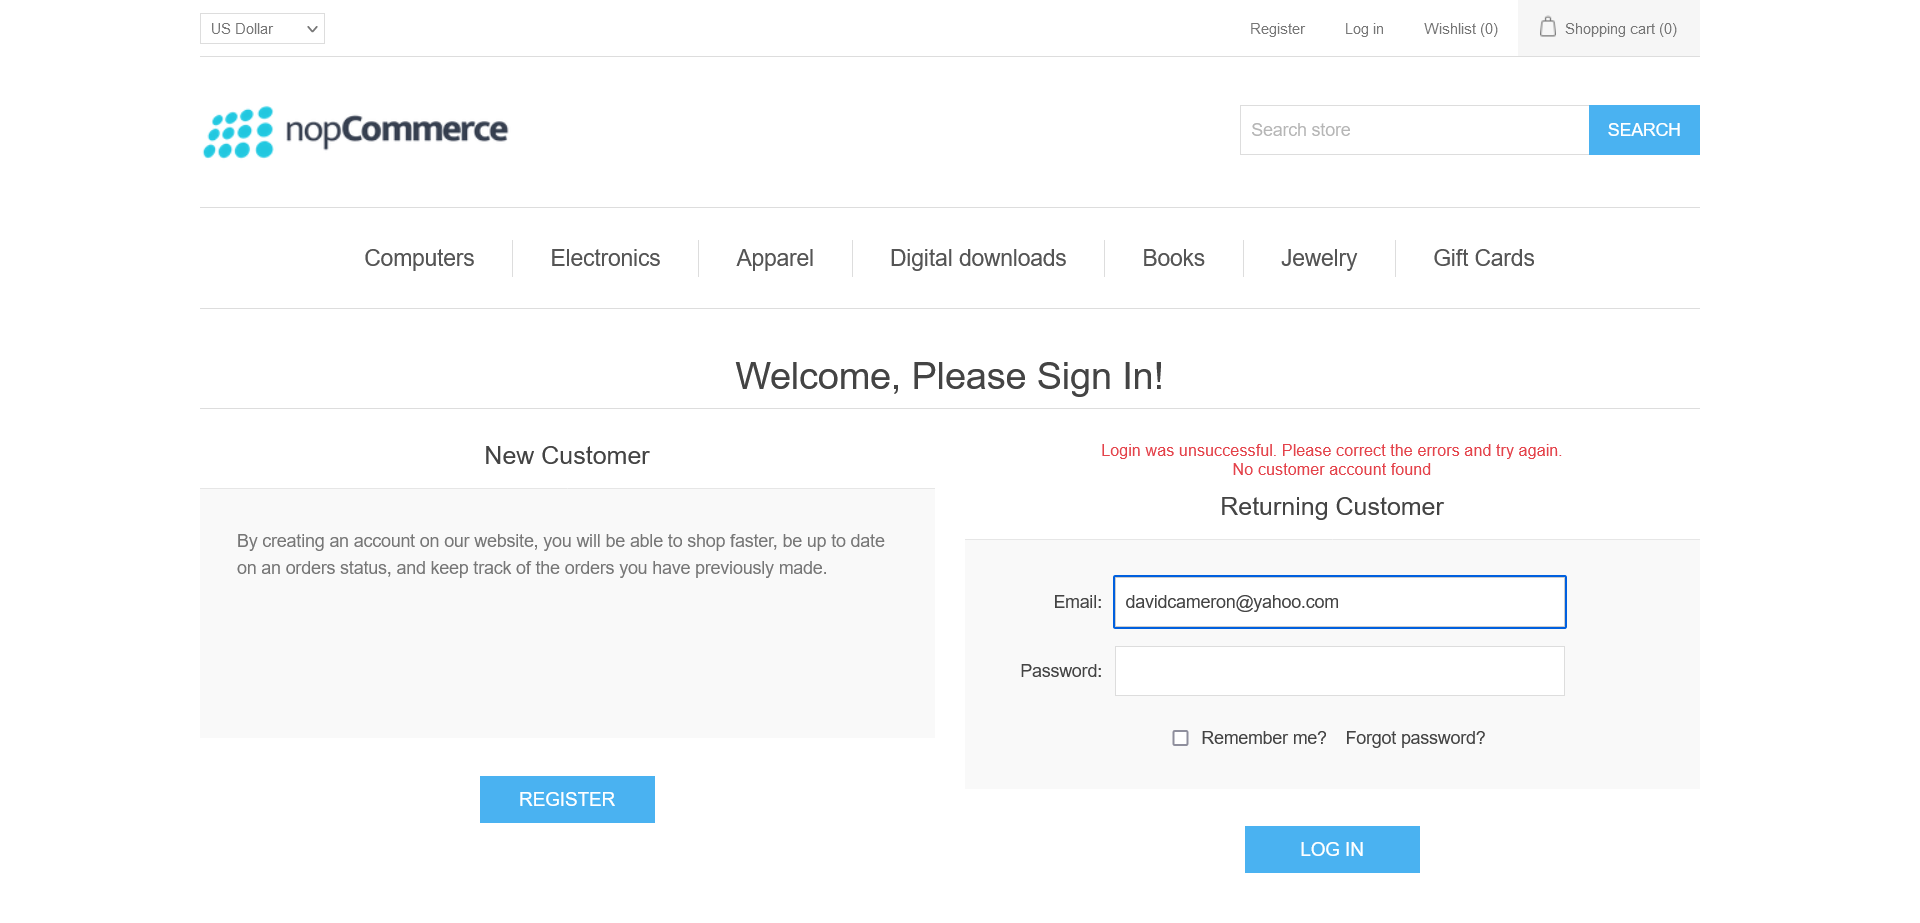 US Dollar
Register
Log in
Wishlist (0)
Shopping cart (0)
nopCommerce
Search store
SEARCH
Computers
Electronics
Apparel
Digital downloads
Books
Jewelry
Gift Cards
Welcome, Please Sign In!
New Customer
By creating an account on our website, you will be able to shop faster, be up to date
on an orders status, and keep track of the orders you have previously made.
REGISTER
Login was unsuccessful. Please correct the errors and try again.
No customer account found
Returning Customer
Email: davidcameron@yahoo.com
Password:
Remember me? Forgot password?
LOG IN